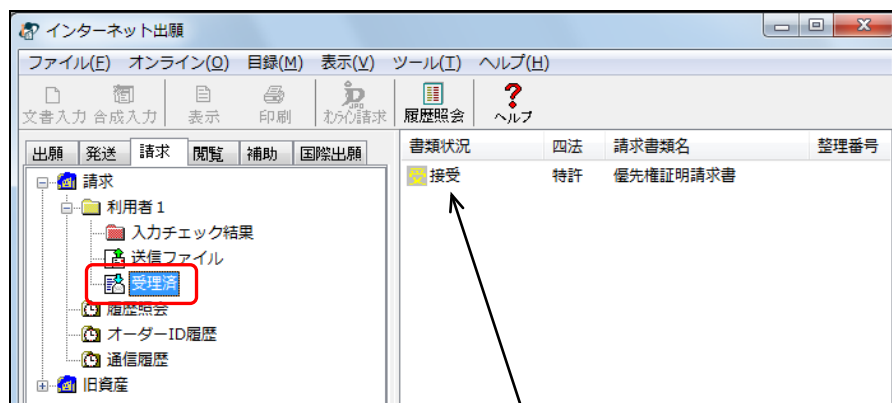 インターネット出願
ファイル(F) オンライン(O) 目録(M) 表示(V) ツール(T) ヘルプ(H)
文書入力 合成入力 表示 印刷 オンライン請求 履歴照会 ヘルプ
出願 発送 請求 閲覧 補助 国際出願
書類状況 四法 請求書類名 整理番号
受 接受 特許 優先権証明請求書
請求
利用者1
入力チェック結果
送信ファイル
受理済
履歴照会
オーダーID履歴
通信履歴
旧資産